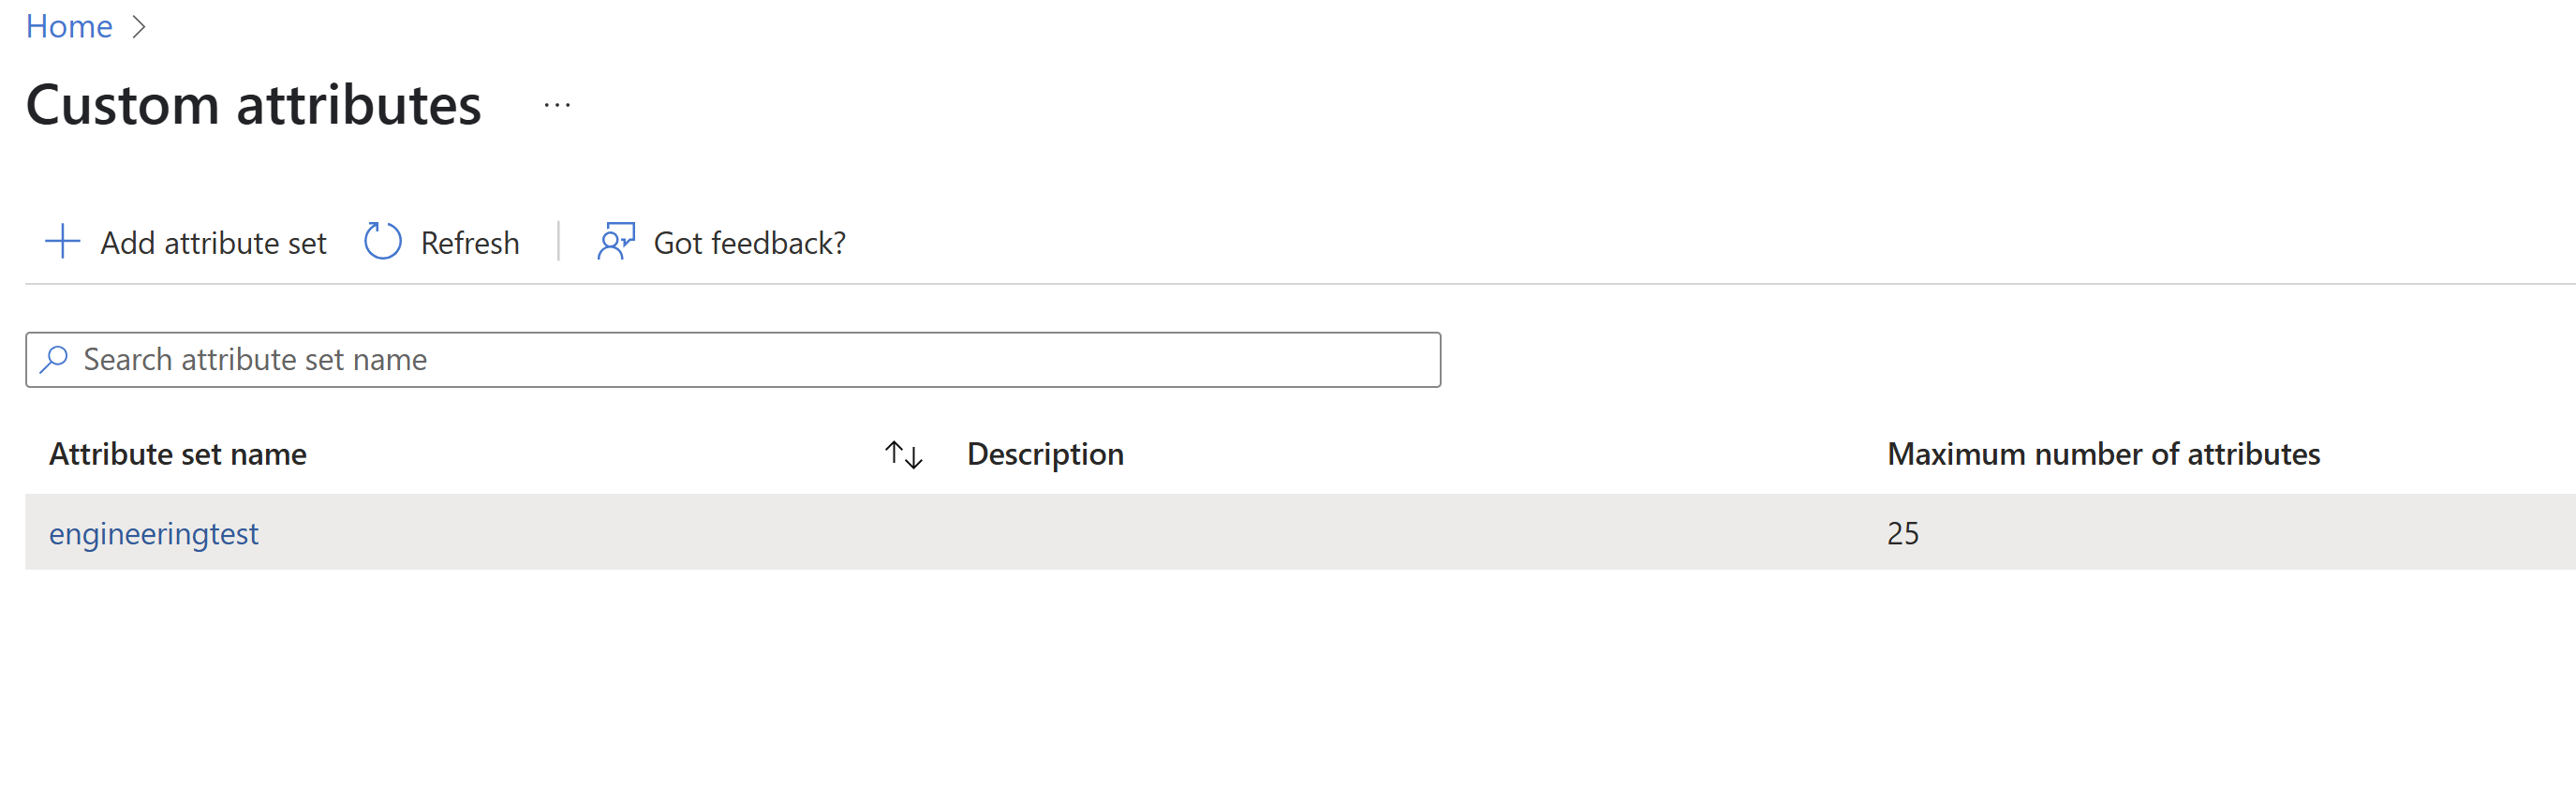 Home
Custom attributes ...
Add attribute set Refresh Got feedback?
Search attribute set name
Attribute set name Description Maximum number of attributes
engineeringtest 25